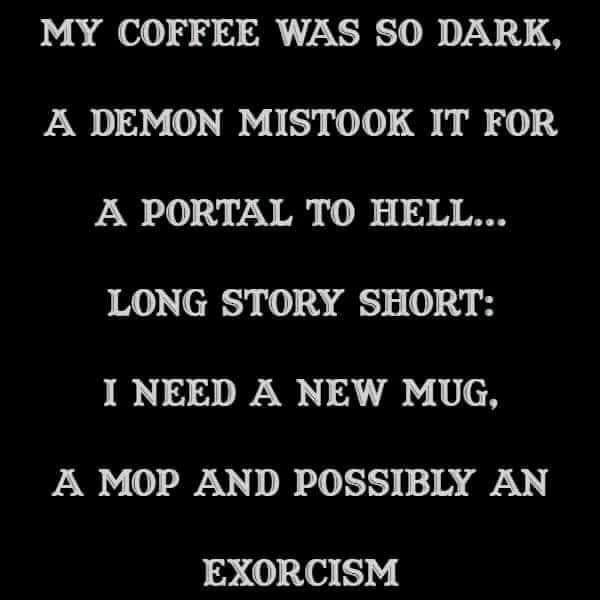 MY COFFEE WAS SO DARK,
A DEMON MISTOOK IT FOR
A PORTAL TO HELL...
LONG STORY SHORT:
I NEED A NEW MUG,
A MOP AND POSSIBLY AN
EXORCISM